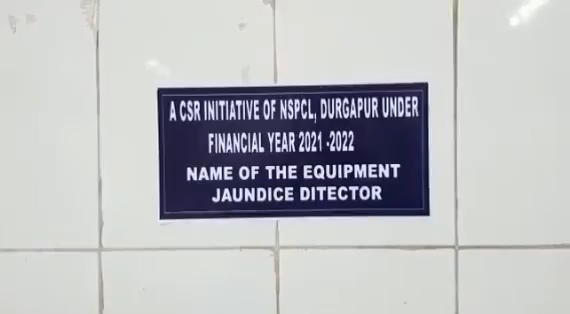 A CSR INITIATIVE OF NSPCL, DURGAPUR UNDER
FINANCIAL YEAR 2021 -2022
NAME OF THE EQUIPMENT
JAUNDICE DITECTOR